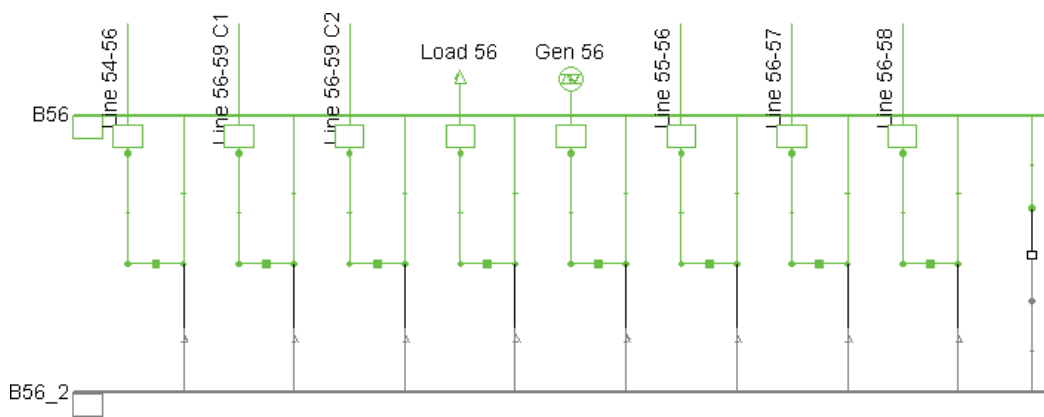 Line 54-56
Line 56-59 C1
Line 56-59 C2
Load 56
Gen 56
Line 55-56
Line 56-57
Line 56-58
B56
B56_2